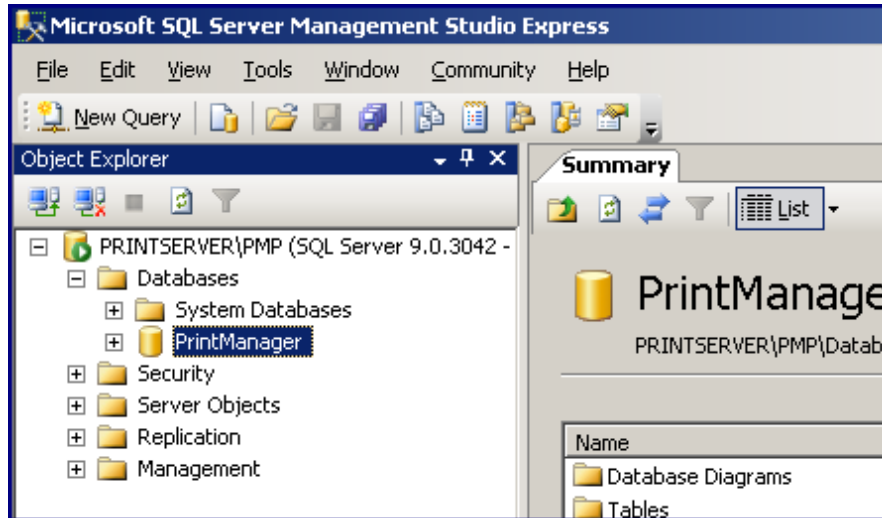 Microsoft SQL Server Management Studio Express
File Edit View Tools Window Community Help
New Query
Object Explorer
PRINTSERVER\PMP (SQL Server 9.0.3042 -
Databases
System Databases
PrintManager
Security
Server Objects
Replication
Management
Summary
List
PrintManage
PRINTSERVER\PMP\Datab
Name
Database Diagrams
Tables